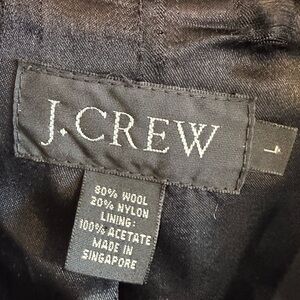 J.CREW
L
80% WOOL
20% NYLON
LINING:
100% ACETATE
MADE IN
SINGAPORE